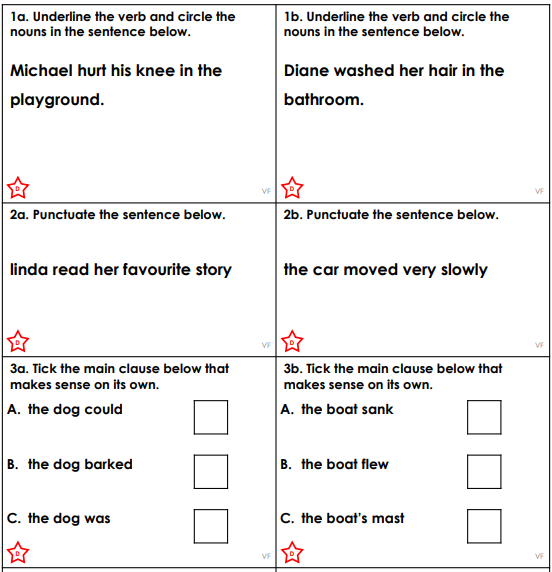 1a. Underline the verb and circle the
nouns in the sentence below.
Michael hurt his knee in the
playground.
D
VF
1b. Underline the verb and circle the
nouns in the sentence below.
Diane washed her hair in the
bathroom.
D
VF
2a. Punctuate the sentence below.
linda read her favourite story
D
VF
2b. Punctuate the sentence below.
the car moved very slowly
D
VF
3a. Tick the main clause below that
makes sense on its own.
A. the dog could
B. the dog barked
C. the dog was
D
VF
3b. Tick the main clause below that
makes sense on its own.
A. the boat sank
B. the boat flew
C. the boat’s mast
D
VF